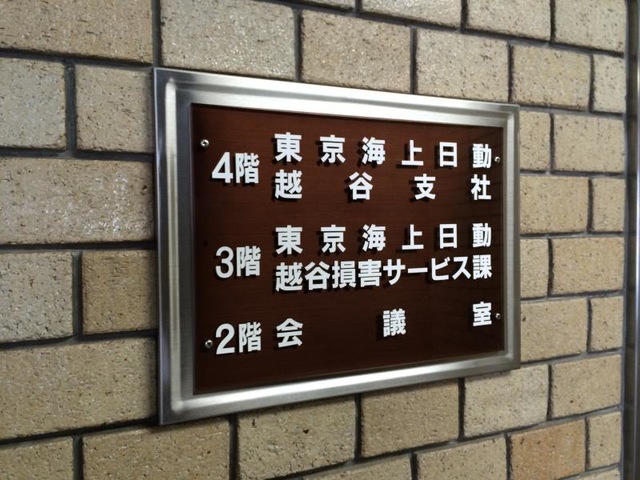 4階 東京海上日動
越谷支社
3階 東京海上日動
越谷損害サービス課
2階 会議室